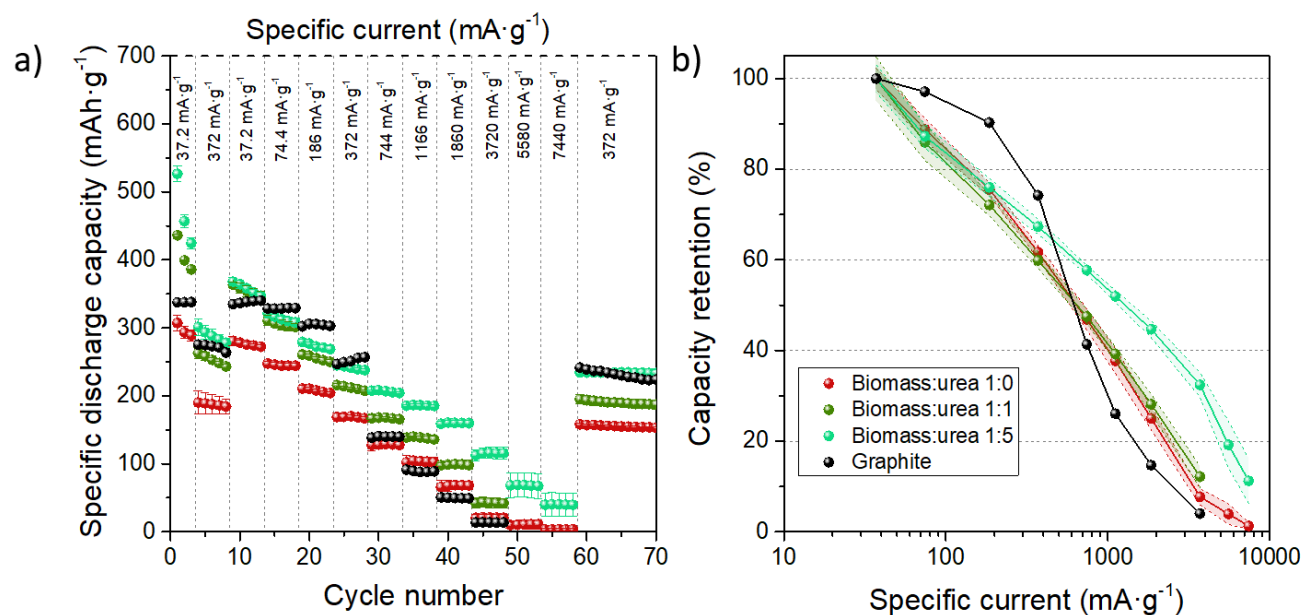 a)
Specific current (mA·g⁻¹)
Specific discharge capacity (mAh·g⁻¹)
700
600
500
400
300
200
100
0
37.2 mA·g⁻¹
372 mA·g⁻¹
37.2 mA·g⁻¹
74.4 mA·g⁻¹
186 mA·g⁻¹
372 mA·g⁻¹
744 mA·g⁻¹
1166 mA·g⁻¹
1860 mA·g⁻¹
3720 mA·g⁻¹
5580 mA·g⁻¹
7440 mA·g⁻¹
372 mA·g⁻¹
0 10 20 30 40 50 60 70
Cycle number
b)
Capacity retention (%)
100
80
60
40
20
0
Biomass:urea 1:0
Biomass:urea 1:1
Biomass:urea 1:5
Graphite
10 100 1000 10000
Specific current (mA·g⁻¹)